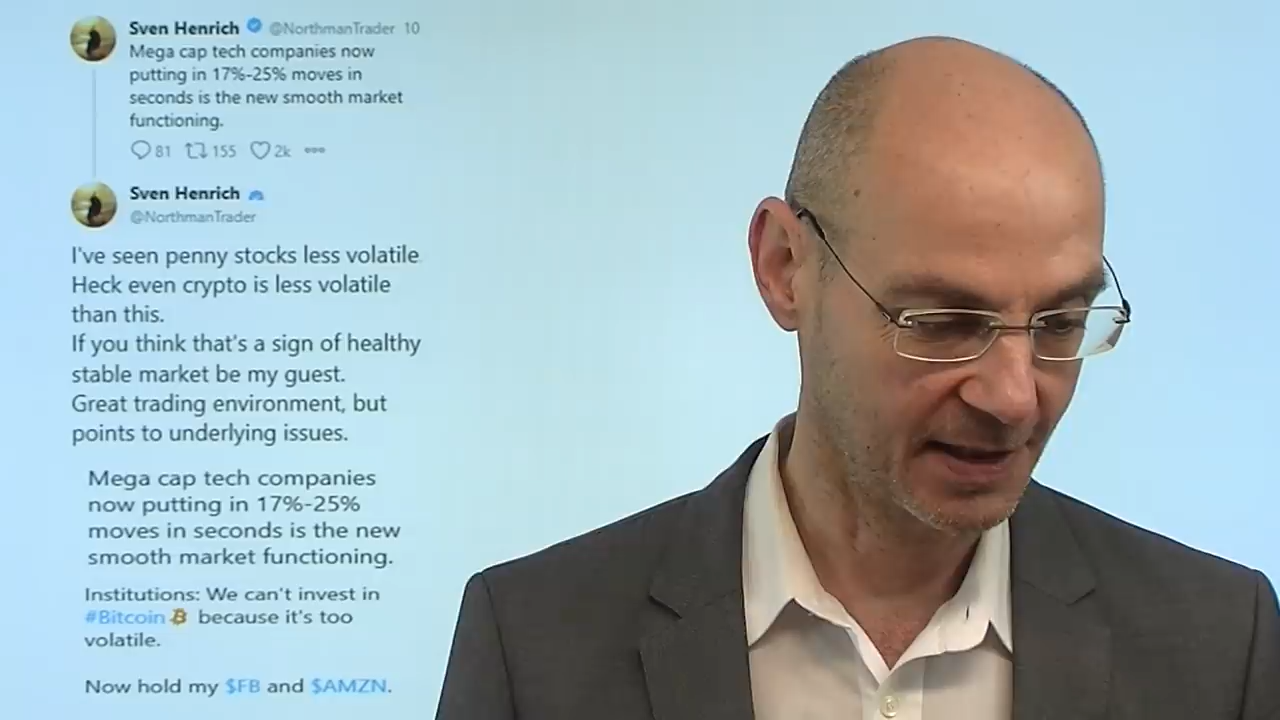 Sven Henrich @NorthmanTrader 10
Mega cap tech companies now
putting in 17%-25% moves in
seconds is the new smooth market
functioning.
81 155 2k
Sven Henrich
@NorthmanTrader
I've seen penny stocks less volatile
Heck even crypto is less volatile
than this.
If you think that's a sign of healthy
stable market be my guest.
Great trading environment, but
points to underlying issues.
Mega cap tech companies
now putting in 17%-25%
moves in seconds is the new
smooth market functioning.
Institutions: We can't invest in
#Bitcoin because it's too
volatile.
Now hold my $FB and $AMZN.